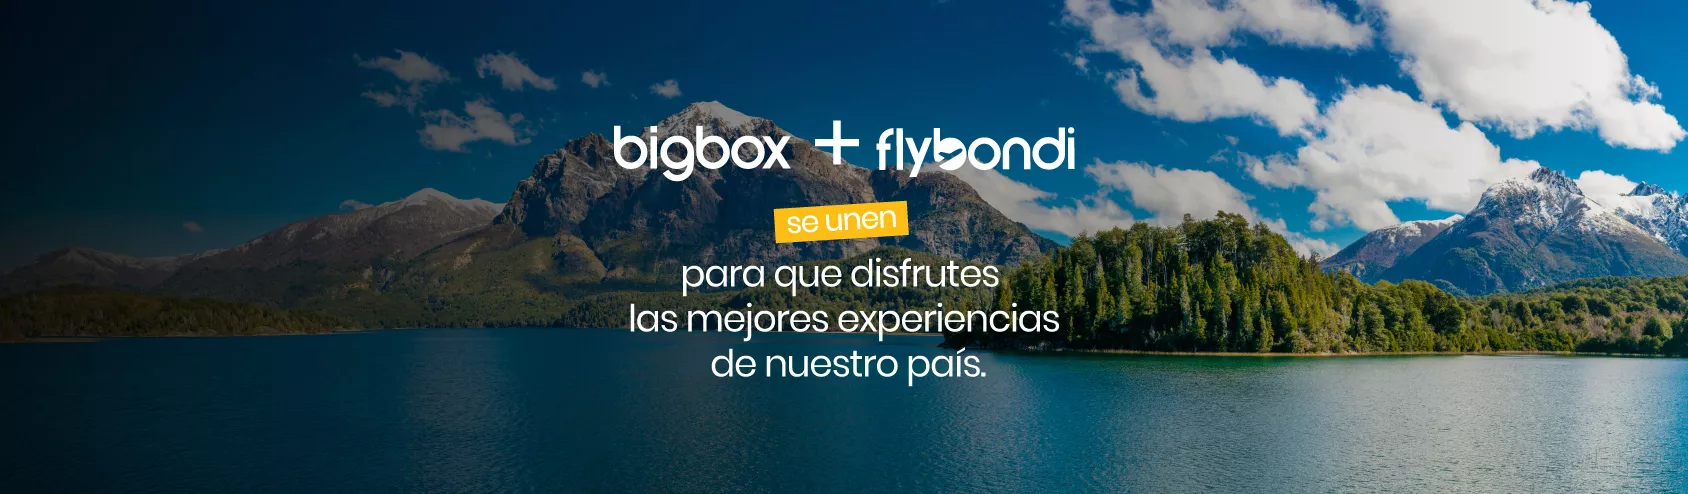 bigbox + flybondi
se unen
para que disfrutes
las mejores experiencias
de nuestro país.